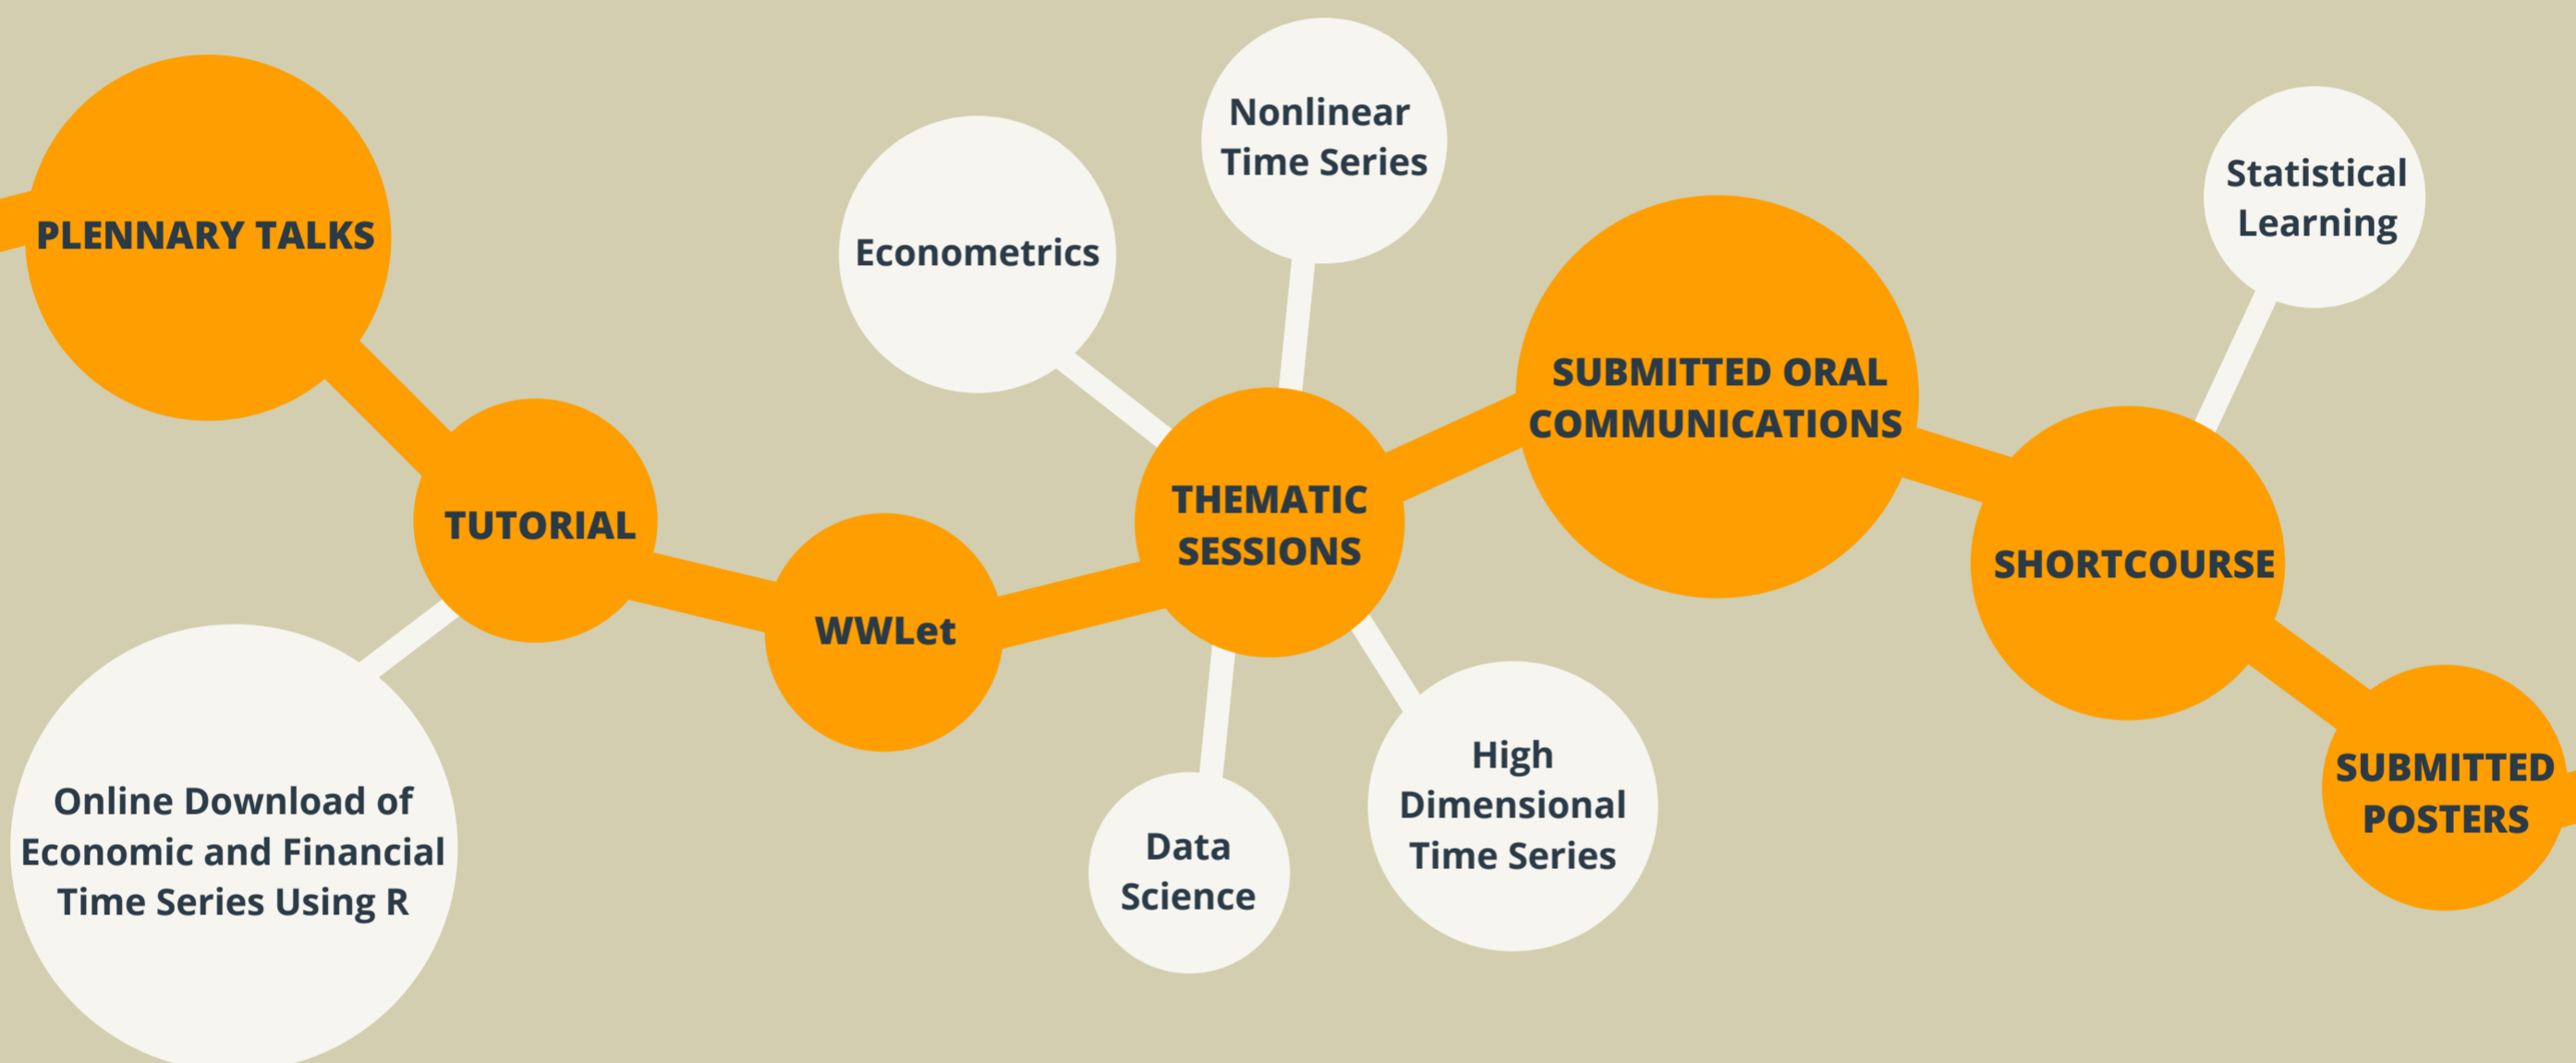 PLENNARY TALKS
TUTORIAL
Online Download of
Economic and Financial
Time Series Using R
WWLet
Econometrics
Nonlinear
Time Series
THEMATIC
SESSIONS
Data
Science
High
Dimensional
Time Series
SUBMITTED ORAL
COMMUNICATIONS
Statistical
Learning
SHORTCOURSE
SUBMITTED
POSTERS